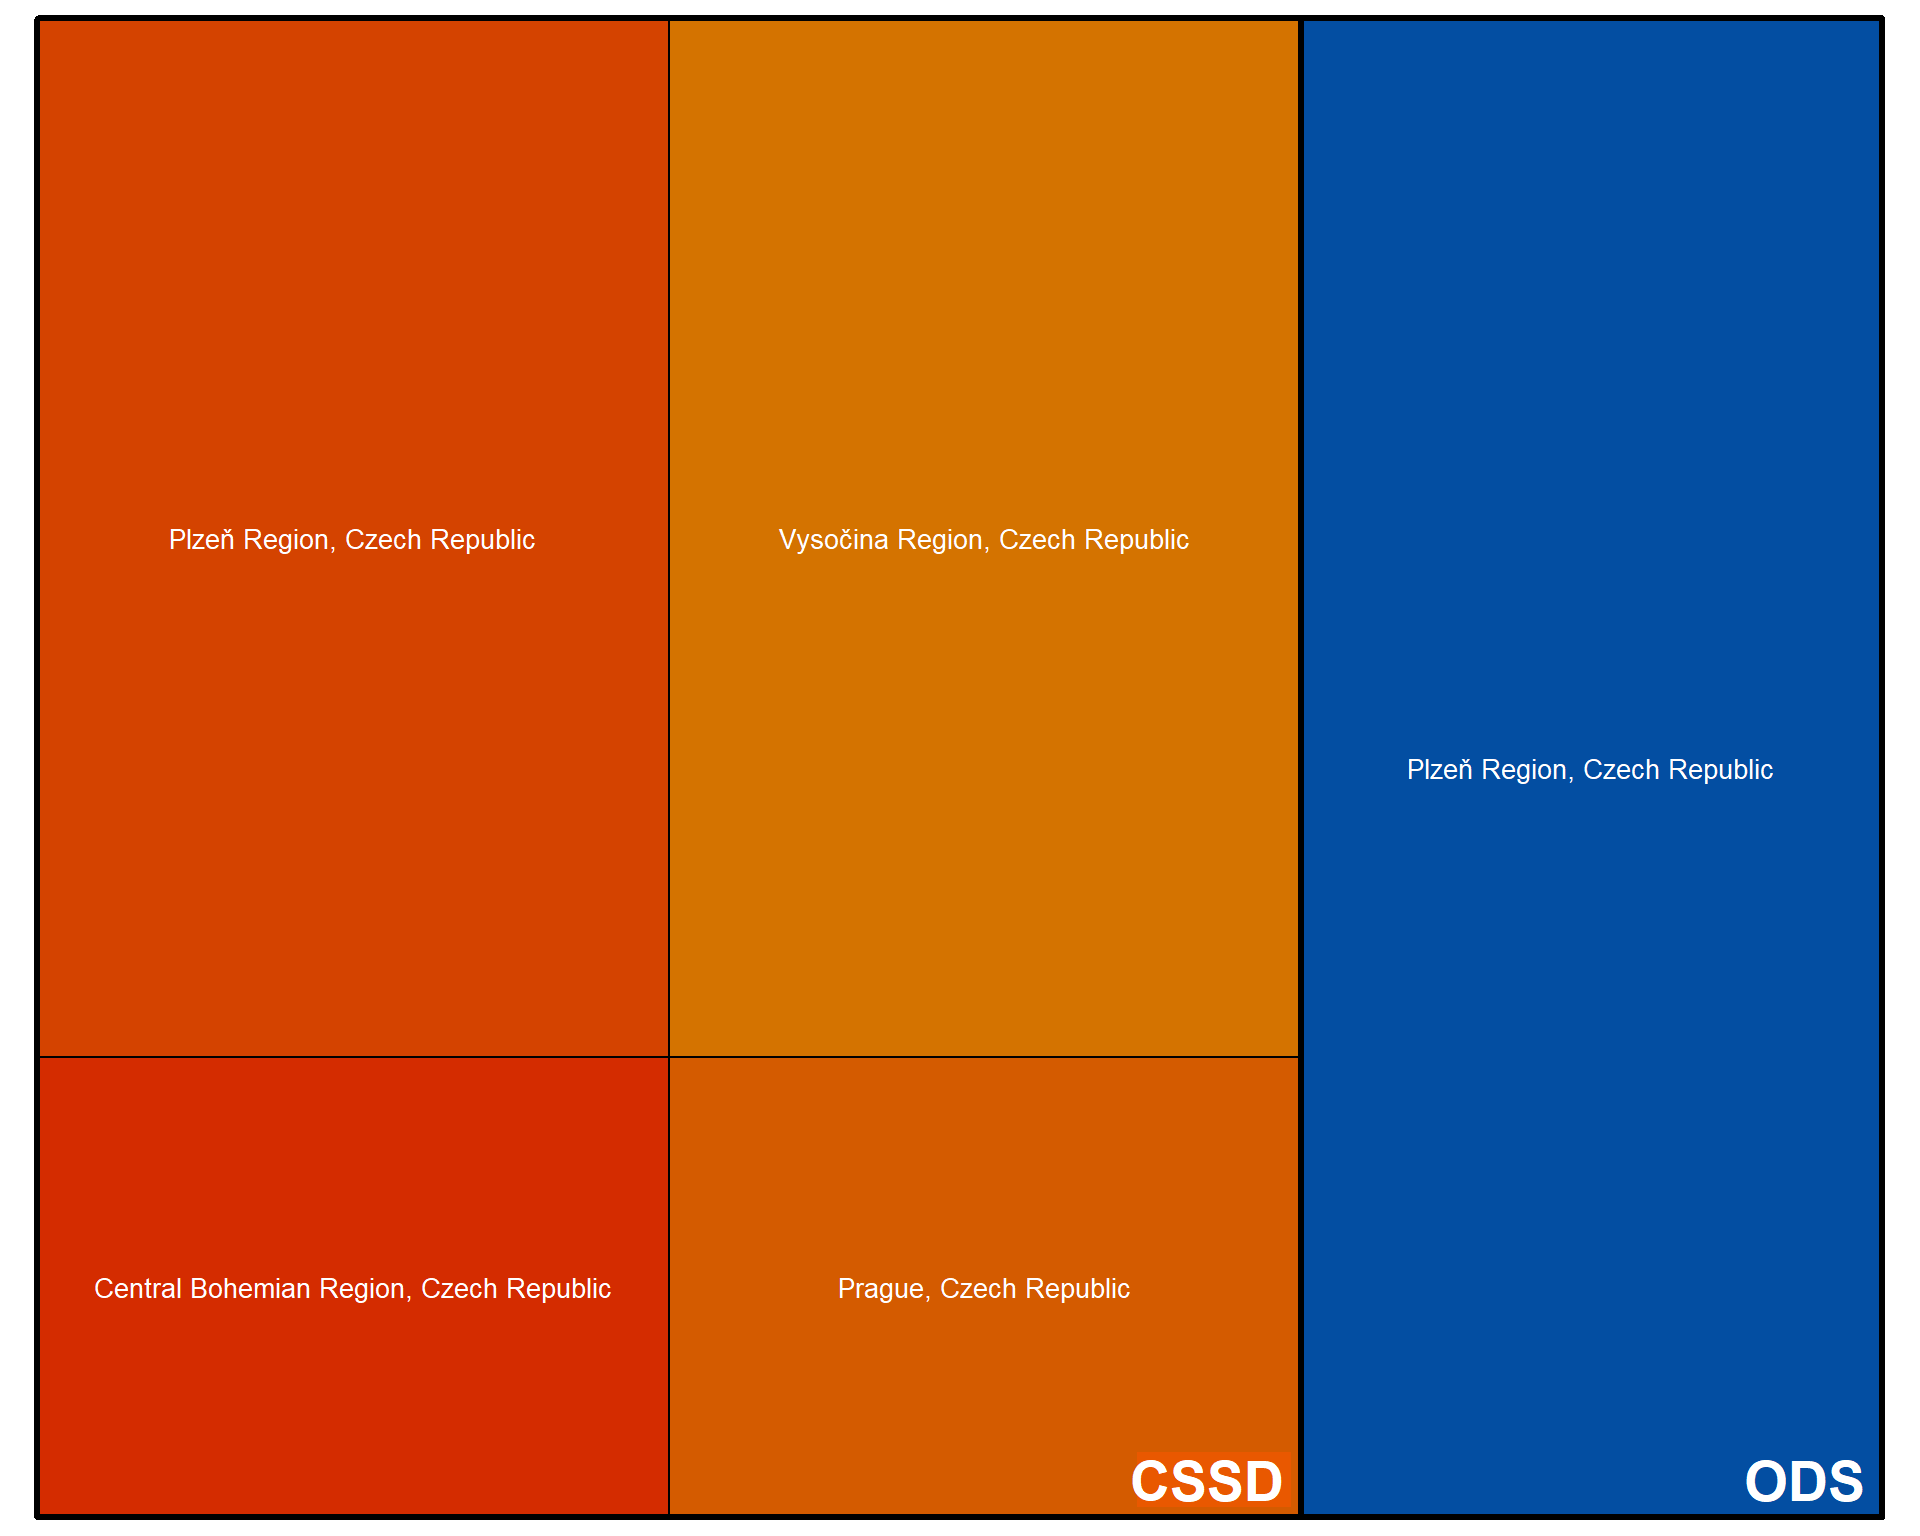 Plzeň Region, Czech Republic
Vysočina Region, Czech Republic
Plzeň Region, Czech Republic
Central Bohemian Region, Czech Republic
Prague, Czech Republic
CSSD
ODS